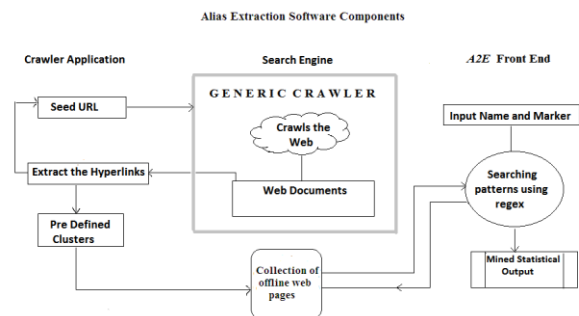 Alias Extraction Software Components
Crawler Application
Search Engine
A2E Front End
Seed URL
Extract the Hyperlinks
Pre Defined
Clusters
GENERIC CRAWLER
Crawls the
Web
Web Documents
Collection of
offline web
pages
Input Name and Marker
Searching
patterns using
regex
Mined Statistical
Output